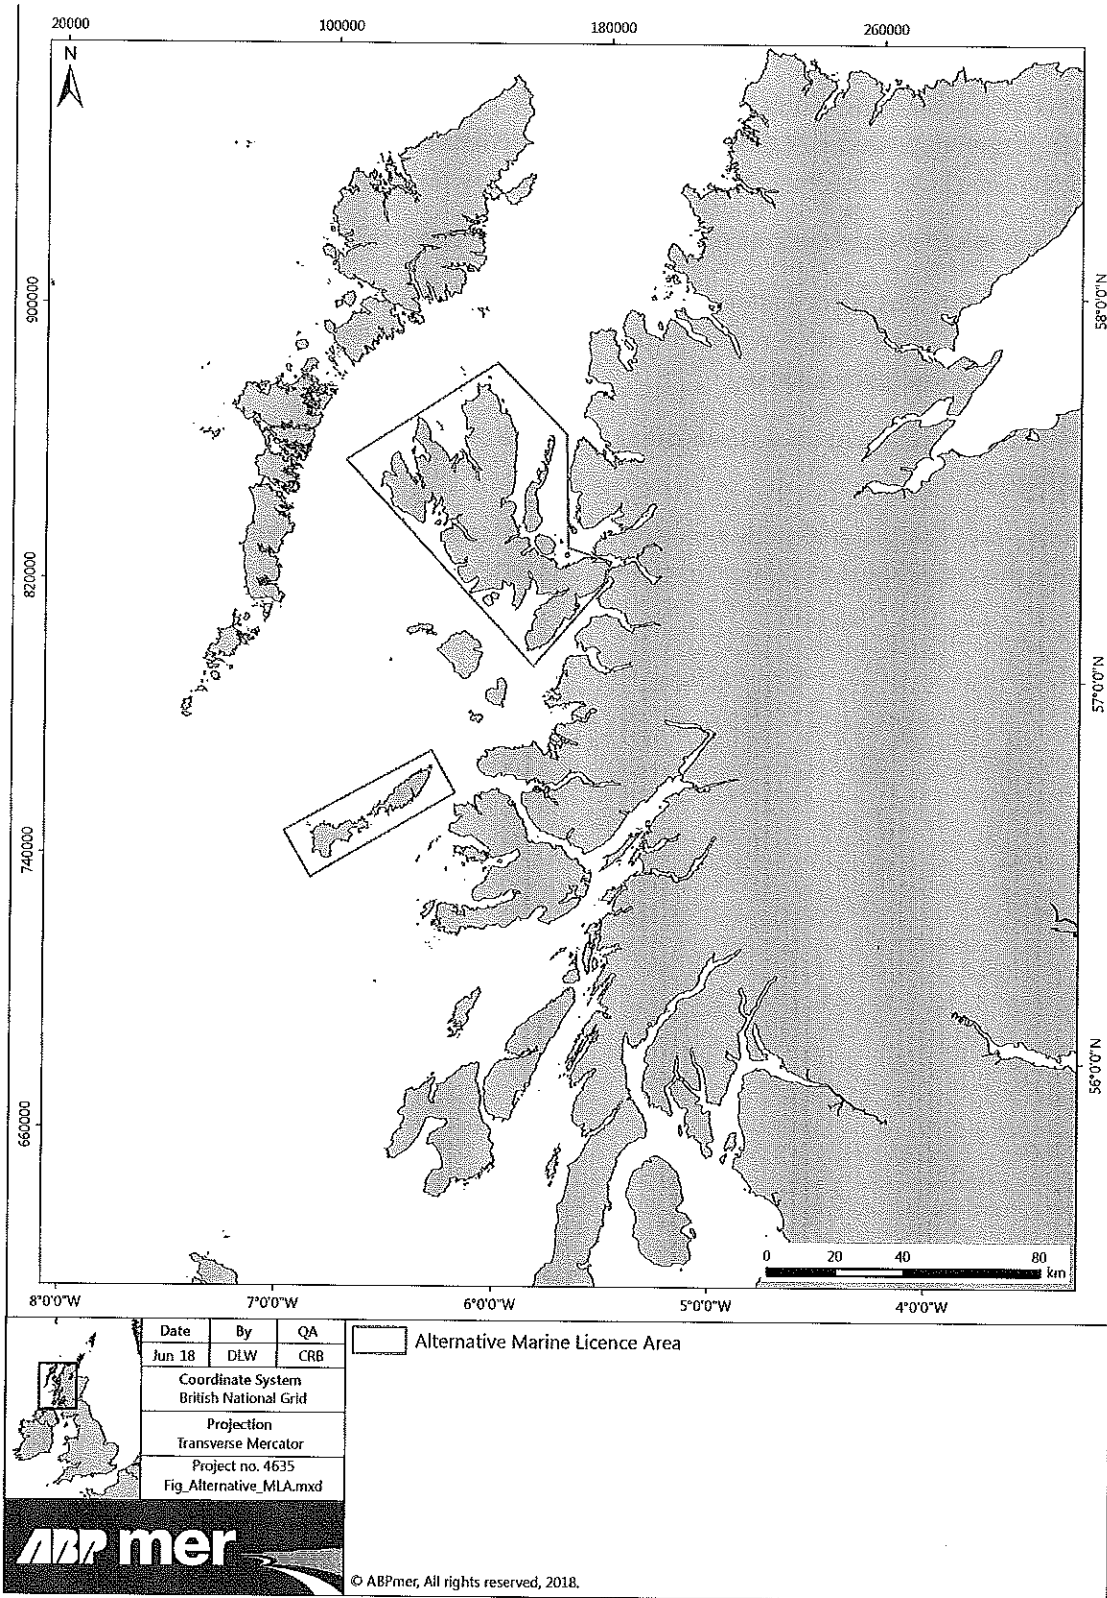 20000
100000
180000
260000
N
900000
820000
740000
660000
58°0'0"N
57°0'0"N
56°0'0"N
0
20
40
80
km
8°0'0"W
7°0'0"W
6°0'0"W
5°0'0"W
4°0'0"W
Date By QA
Jun 18 DLW CRB
Coordinate System
British National Grid
Projection
Transverse Mercator
Project no. 4635
Fig_Alternative_MLA.mxd
ABPmer
Alternative Marine Licence Area
© ABPmer, All rights reserved, 2018.